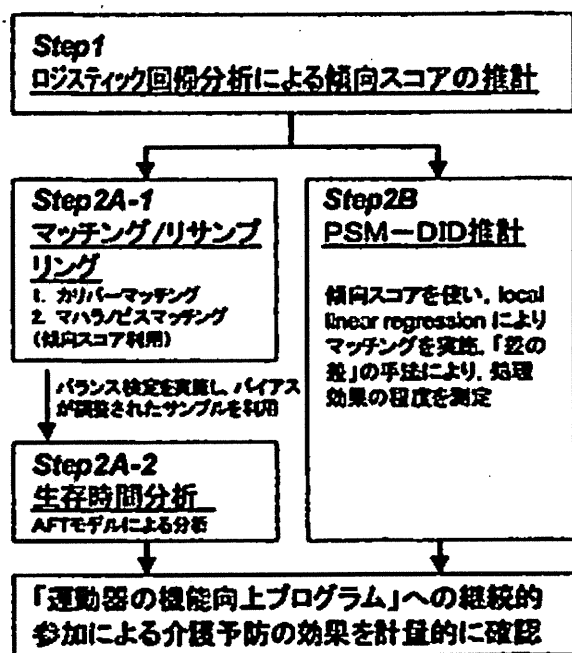 Step1
ロジスティック回帰分析による傾向スコアの推計
Step2A-1
マッチング/リサンプ
リング
1. カリパーマッチング
2. マハラノビスマッチング
(傾向スコア利用)
バランス検定を実施し、バイアス
が調整されたサンプルを利用
Step2A-2
生存時間分析
AFTモデルによる分析
Step2B
PSM－DID推計
傾向スコアを使い、local
linear regression により
マッチングを実施。「差の
差」の手法により、処理
効果の程度を測定
「運動器の機能向上プログラム」への継続的
参加による介護予防の効果を計量的に確認